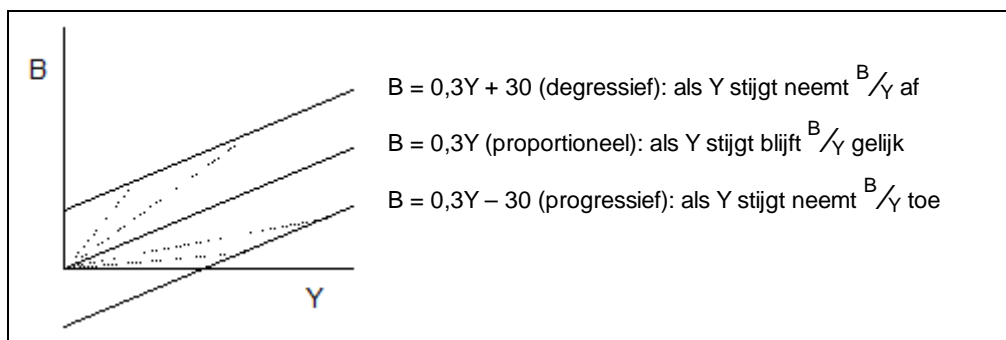 B
B = 0,3Y + 30 (degressief): als Y stijgt neemt B/Y af
B = 0,3Y (proportioneel): als Y stijgt blijft B/Y gelijk
B = 0,3Y – 30 (progressief): als Y stijgt neemt B/Y toe
Y